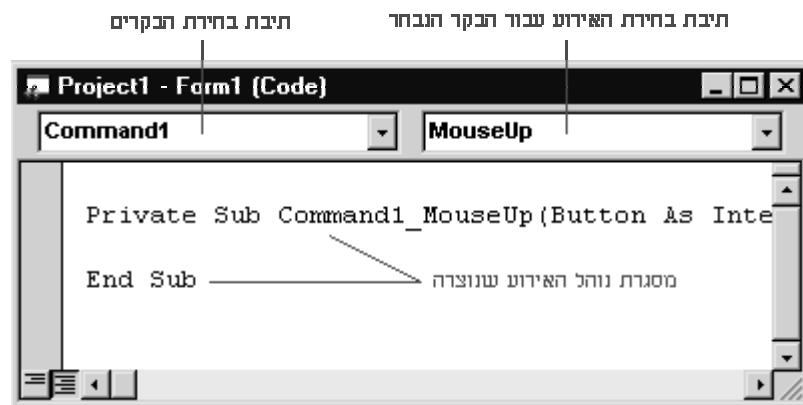 תיבת בחירת האירוע עבור הבקר הנבחר
תיבת בחירת הבקרים
Project1 - Form1 (Code)
Command1
MouseUp
Private Sub Command1_MouseUp(Button As Inte
End Sub
מסגרת נוהל האירוע שנוצרה